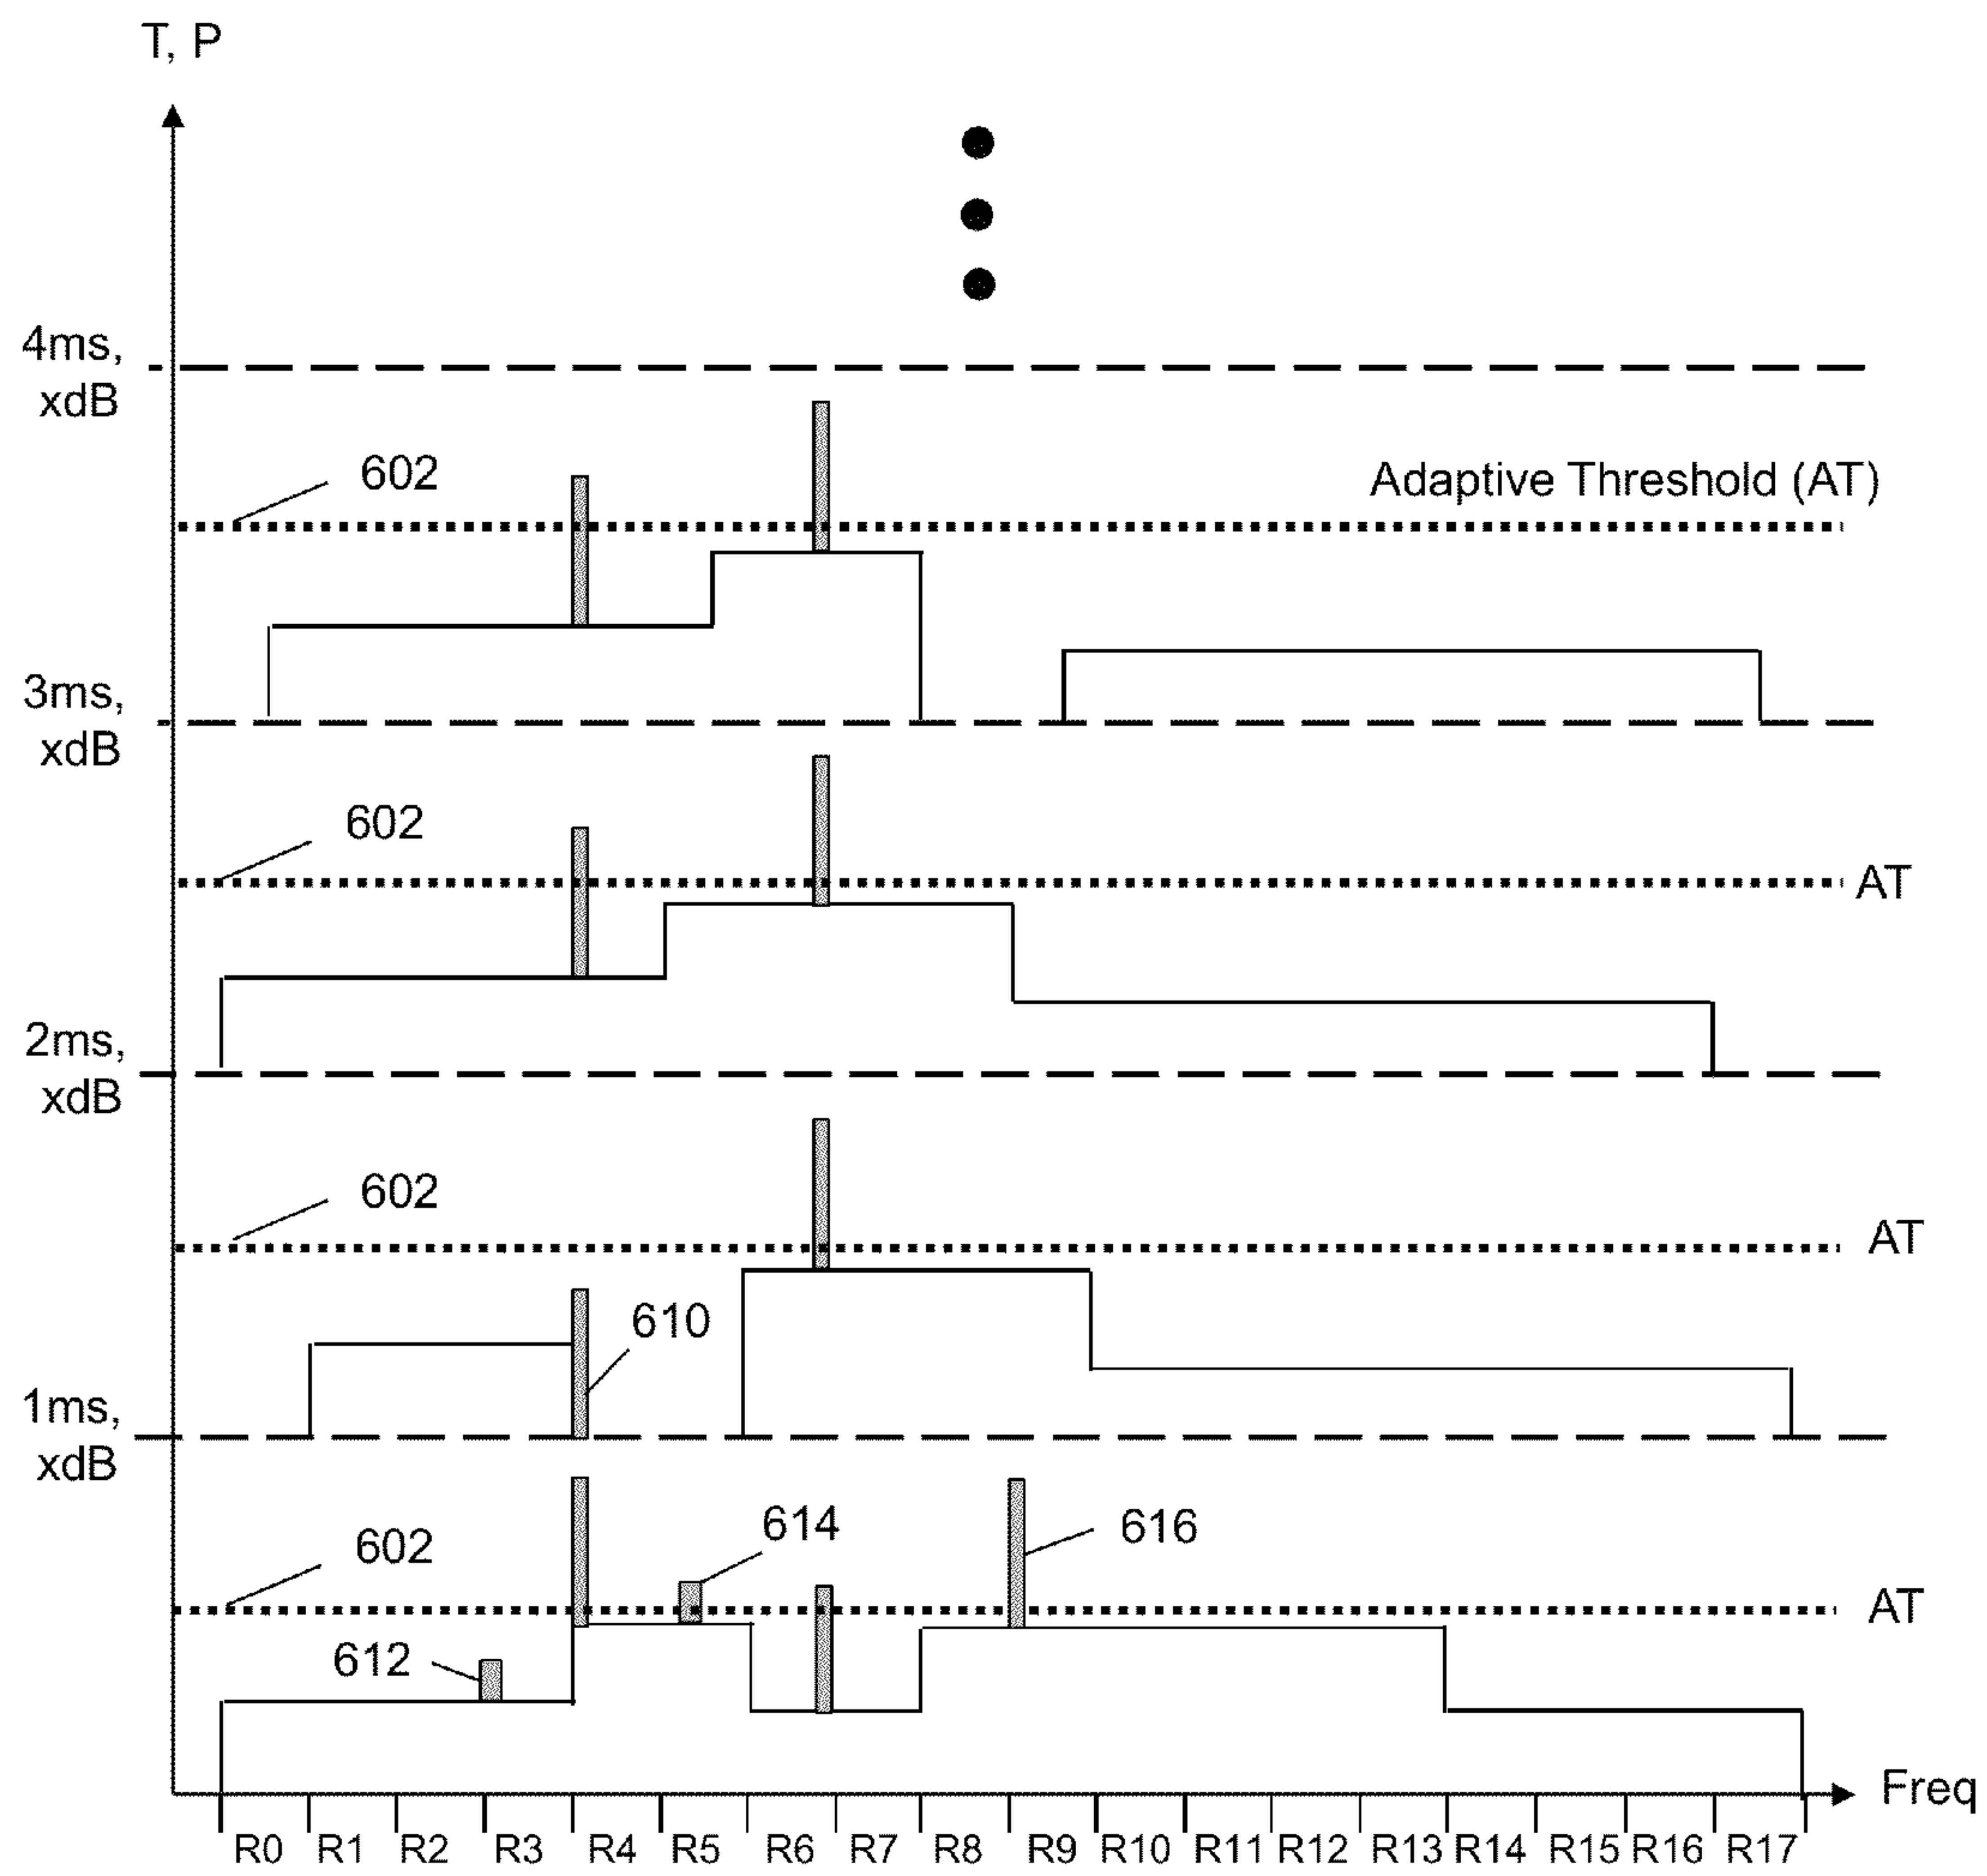 T, P
4ms,
xdB
602
Adaptive Threshold (AT)
3ms,
xdB
602
AT
2ms,
xdB
602
AT
610
1ms,
xdB
602
614
616
AT
612
Freq
R0 R1 R2 R3 R4 R5 R6 R7 R8 R9 R10 R11 R12 R13 R14 R15 R16 R17